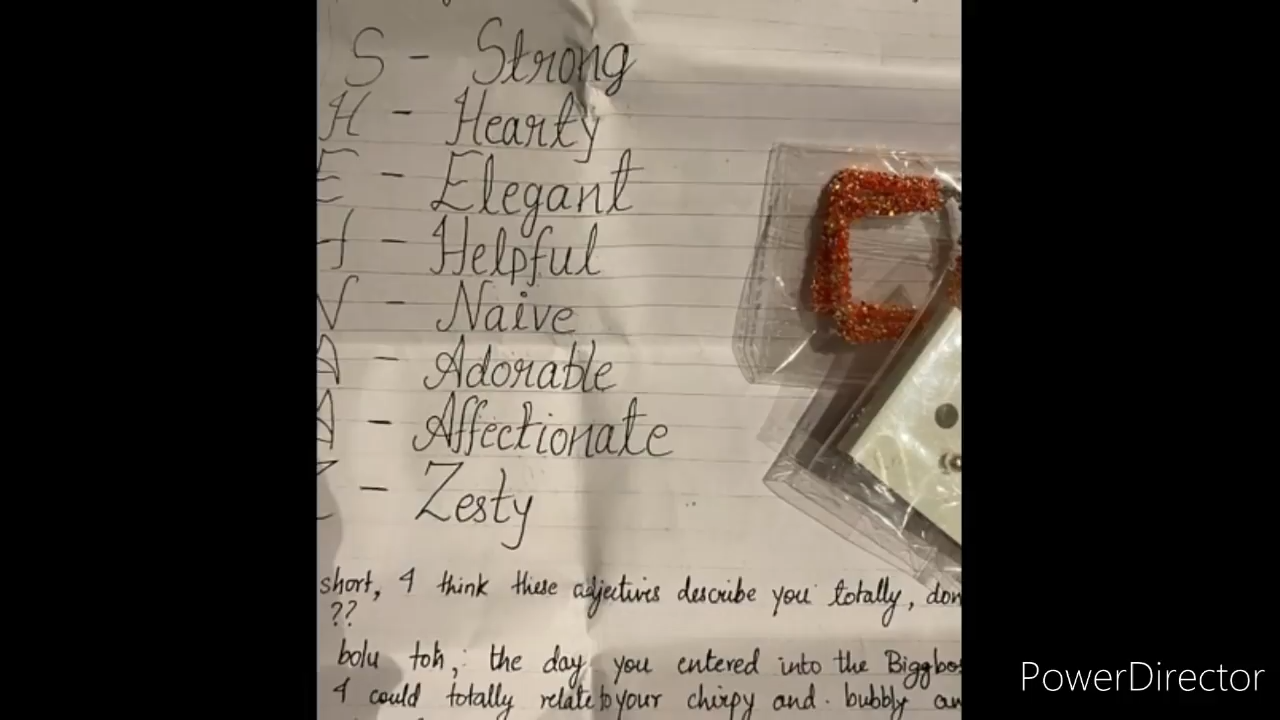 S - Strong
H - Hearty
E - Elegant
H - Helpful
N - Naive
A - Adorable
A - Affectionate
Z - Zesty
short, I think these adjectives describe you totally, don
??
bolu toh, the day you entered into the Biggbos
I could totally relate to your chirpy and bubbly an
PowerDirector